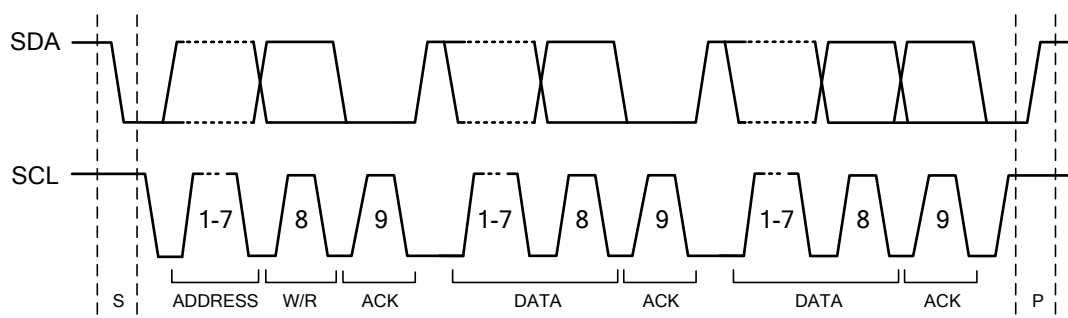 SDA
SCL
1-7 8 9 1-7 8 9 1-7 8 9
S ADDRESS W/R ACK DATA ACK DATA ACK P